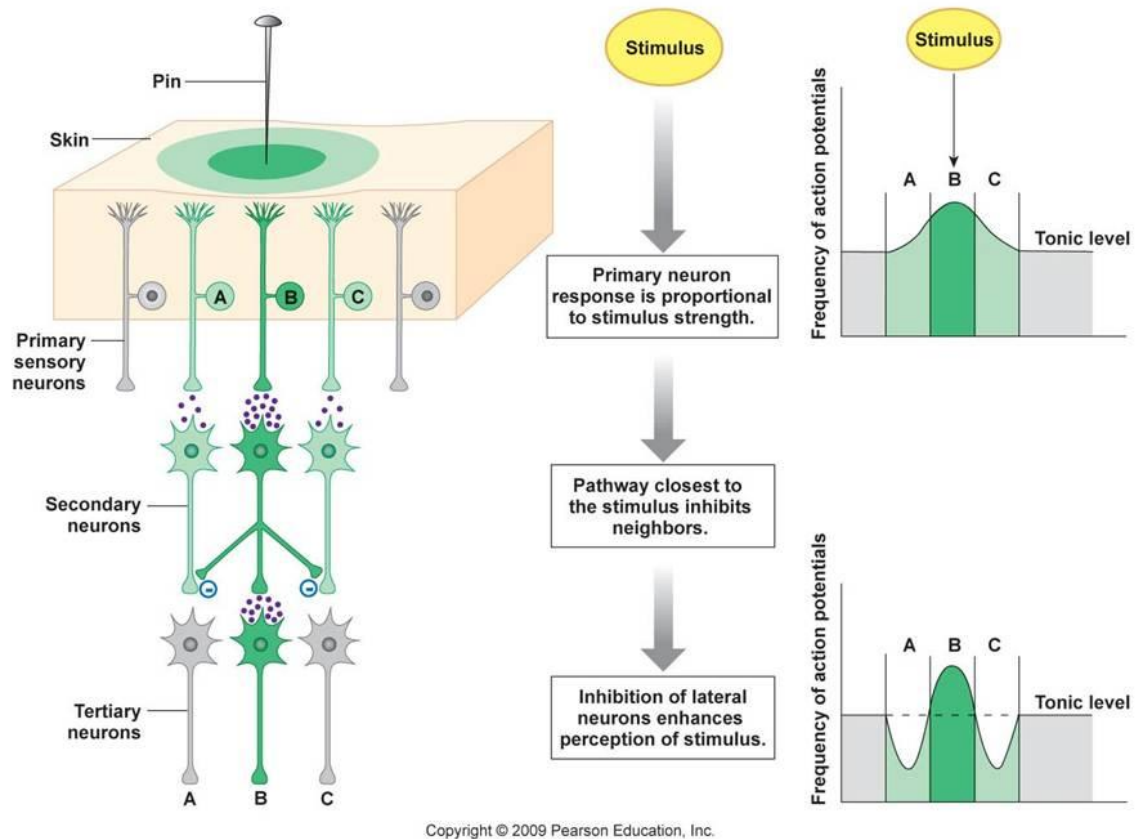 Pin
Skin
A
B
C
Primary
sensory
neurons
Secondary
neurons
-
-
Tertiary
neurons
A
B
C
Stimulus
Primary neuron
response is proportional
to stimulus strength.
Pathway closest to
the stimulus inhibits
neighbors.
Inhibition of lateral
neurons enhances
perception of stimulus.
Stimulus
Frequency of action potentials
A
B
C
Tonic level
Frequency of action potentials
A
B
C
Tonic level
Copyright © 2009 Pearson Education, Inc.